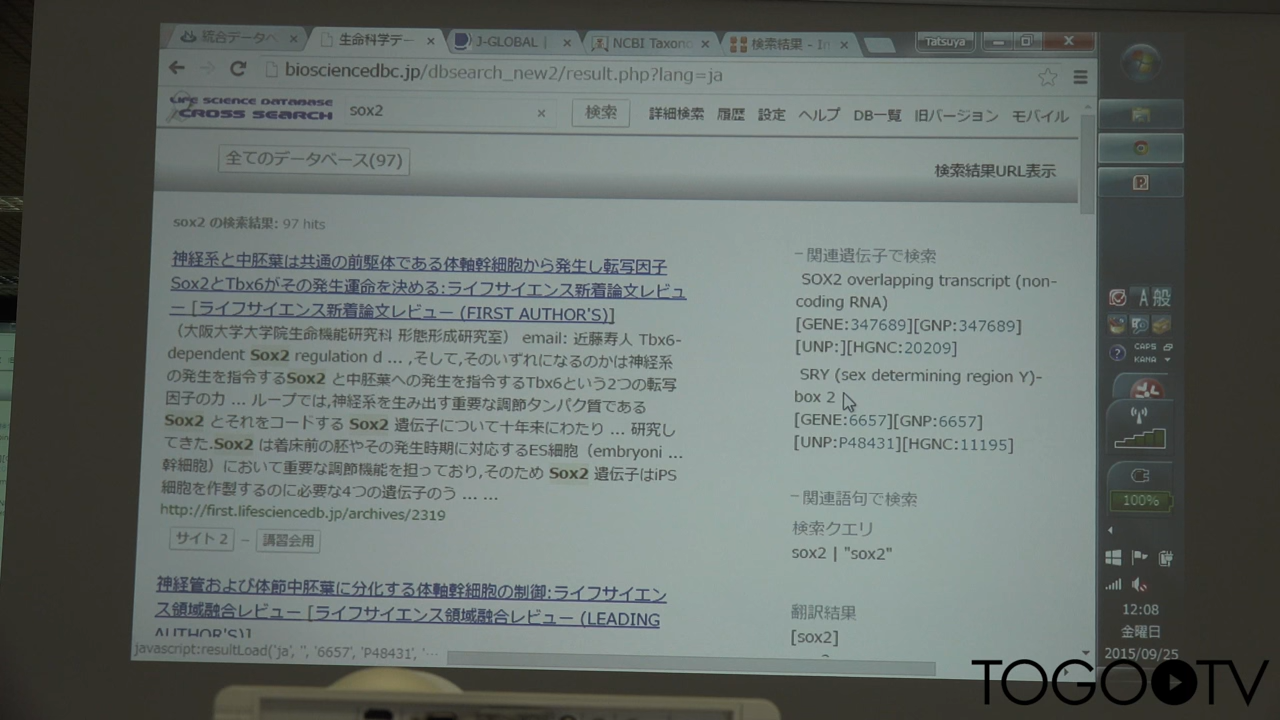 統合データベ
生命科学デー
J-GLOBAL |
NCBI Taxono
検索結果 - In
Tatsuya
biosciencedbc.jp/dbsearch_new2/result.php?lang=ja
LIFE SCIENCE DATABASE
CROSS SEARCH
sox2
検索
詳細検索 履歴 設定 ヘルプ DB一覧 旧バージョン モバイル
全てのデータベース(97)
検索結果URL表示
sox2 の検索結果: 97 hits
神経系と中胚葉は共通の前駆体である体軸幹細胞から発生し転写因子
Sox2とTbx6がその発生運命を決める:ライフサイエンス新着論文レビュ
ー [ライフサイエンス新着論文レビュー (FIRST AUTHOR'S)]
（大阪大学大学院生命機能研究科 形態形成研究室） email: 近藤寿人 Tbx6-
dependent Sox2 regulation d ... ,そして,そのいずれになるのかは神経系
の発生を指令するSox2 と中胚葉への発生を指令するTbx6という2つの転写
因子の力 ... ループでは,神経系を生み出す重要な調節タンパク質である
Sox2 とそれをコードする Sox2 遺伝子について十年来にわたり ... 研究し
てきた.Sox2 は着床前の胚やその発生時期に対応するES細胞（embryoni ...
幹細胞）において重要な調節機能を担っており,そのため Sox2 遺伝子はiPS
細胞を作製するのに必要な4つの遺伝子のう ... ...
http://first.lifesciencedb.jp/archives/2319
サイト 2 － 講習会用
神経管および体節中胚葉に分化する体軸幹細胞の制御:ライフサイエン
ス領域融合レビュー [ライフサイエンス領域融合レビュー (LEADING
AUTHOR'S)]
javascript:resultLoad('ja', '', '6657', 'P48431', '...
－関連遺伝子で検索
SOX2 overlapping transcript (non-
coding RNA)
[GENE:347689][GNP:347689]
[UNP:][HGNC:20209]
SRY (sex determining region Y)-
box 2
[GENE:6657][GNP:6657]
[UNP:P48431][HGNC:11195]
－関連語句で検索
検索クエリ
sox2 | "sox2"
翻訳結果
[sox2]
A 般
CAPS
KANA
100%
12:08
金曜日
2015/09/25
TOGOTV